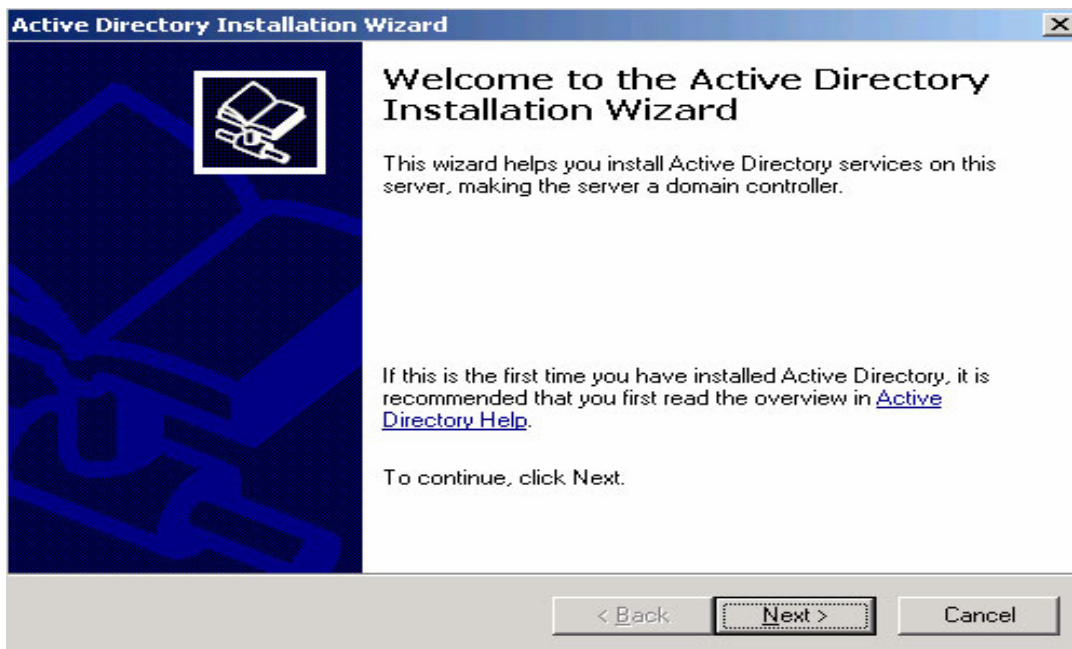 Active Directory Installation Wizard
Welcome to the Active Directory
Installation Wizard
This wizard helps you install Active Directory services on this
server, making the server a domain controller.
If this is the first time you have installed Active Directory, it is
recommended that you first read the overview in Active
Directory Help.
To continue, click Next.
< Back Next > Cancel